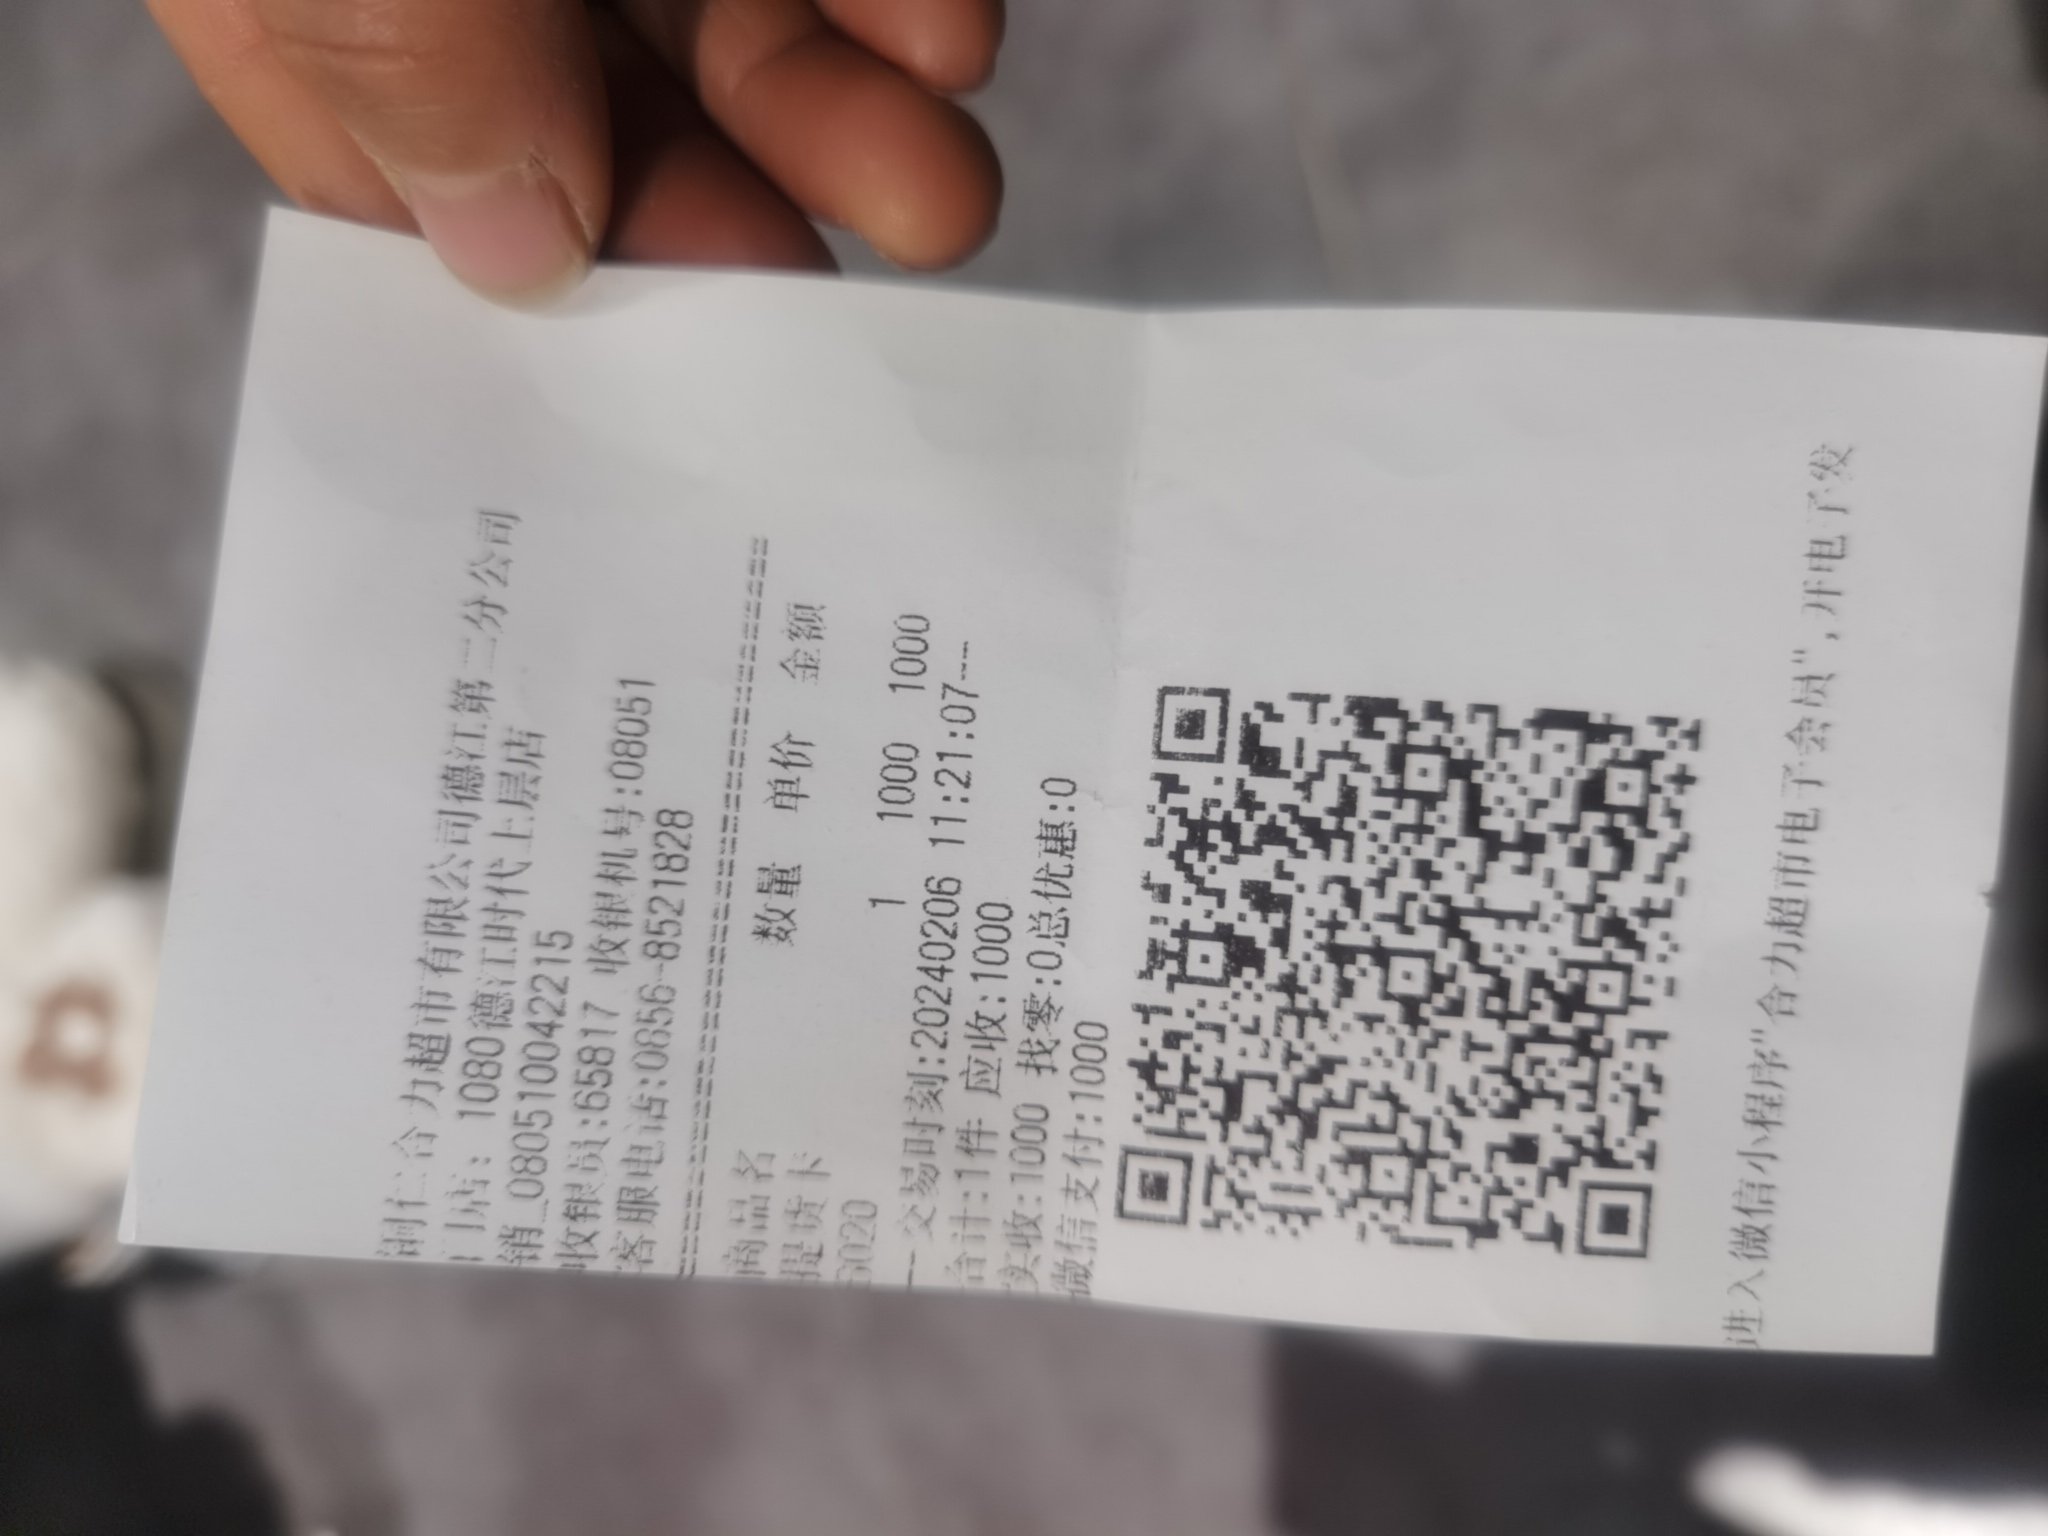 铜仁合力超市有限公司德江第二分公司
门店: 1080德江时代上层店
销_0805100422​15
收银员:65817 收银机号:08051
客服电话:0856-8521828
商品名 数量 单价 金额
提货卡
60020 1 1000 1000
---交易时刻:20240206 11:21:07---
合计:1件 应收:1000
实收:1000 找零:0总优惠:0
微信支付:1000
进入微信小程序"合力超市电子会员",开电子发